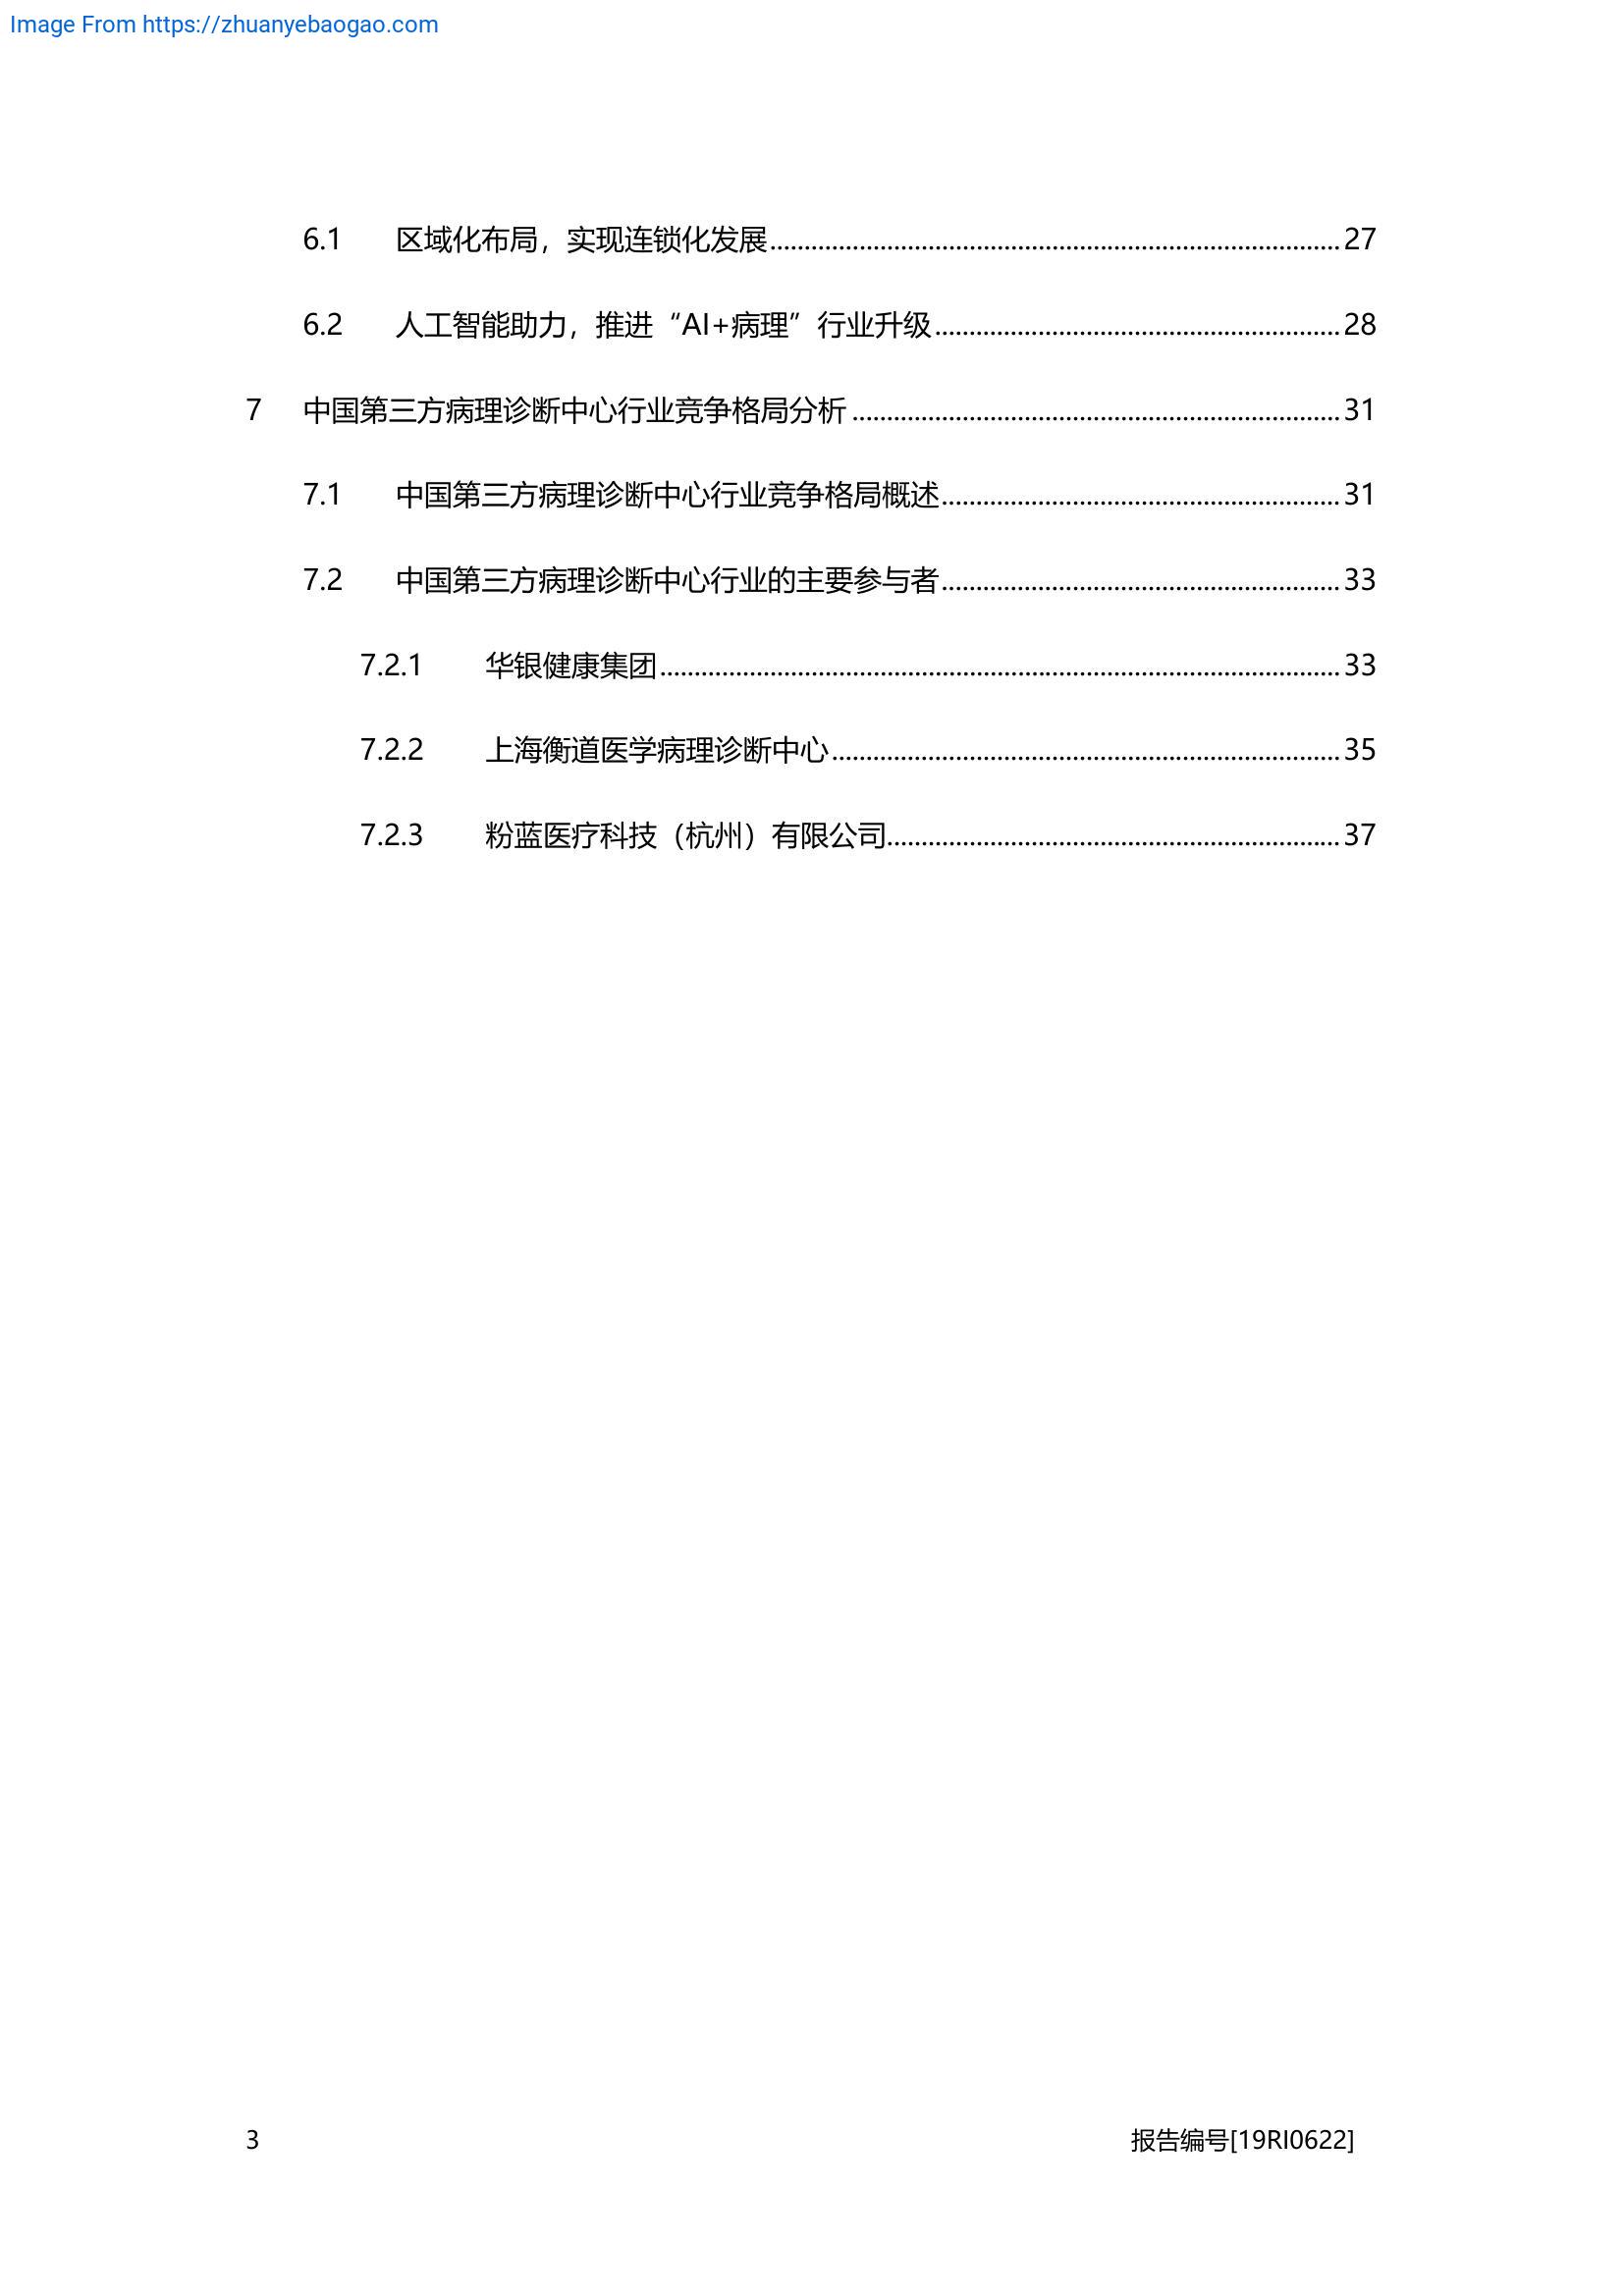 Image From https://zhuanyebaogao.com
6.1 区域化布局，实现连锁化发展 27
6.2 人工智能助力，推进“AI+病理”行业升级 28
7 中国第三方病理诊断中心行业竞争格局分析 31
7.1 中国第三方病理诊断中心行业竞争格局概述 31
7.2 中国第三方病理诊断中心行业的主要参与者 33
7.2.1 华银健康集团 33
7.2.2 上海衡道医学病理诊断中心 35
7.2.3 粉蓝医疗科技（杭州）有限公司 37
3 报告编号[19RI0622]